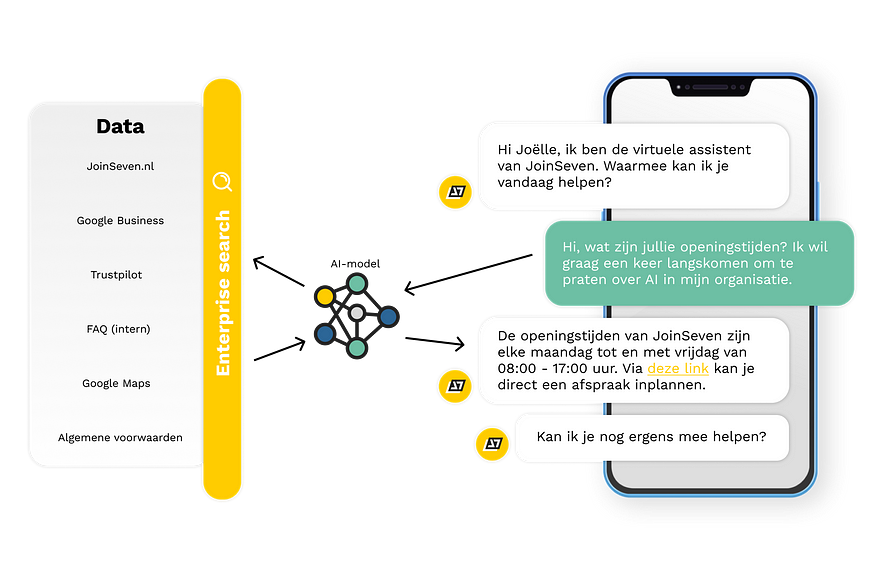 Data
JoinSeven.nl
Google Business
Trustpilot
FAQ (intern)
Google Maps
Algemene voorwaarden
Enterprise search
AI-model
Hi Joëlle, ik ben de virtuele assistent
van JoinSeven. Waarmee kan ik je
vandaag helpen?
Hi, wat zijn jullie openingstijden? Ik wil
graag een keer langskomen om te
praten over AI in mijn organisatie.
De openingstijden van JoinSeven zijn
elke maandag tot en met vrijdag van
08:00 - 17:00 uur. Via deze link kan je
direct een afspraak inplannen.
Kan ik je nog ergens mee helpen?